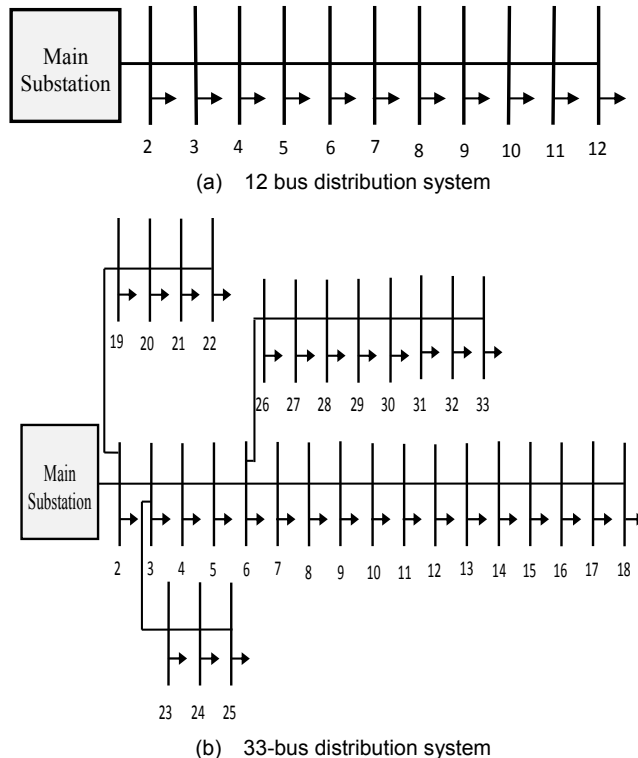 Main
Substation
2 3 4 5 6 7 8 9 10 11 12
(a) 12 bus distribution system
19 20 21 22
26 27 28 29 30 31 32 33
Main
Substation
2 3 4 5 6 7 8 9 10 11 12 13 14 15 16 17 18
23 24 25
(b) 33-bus distribution system